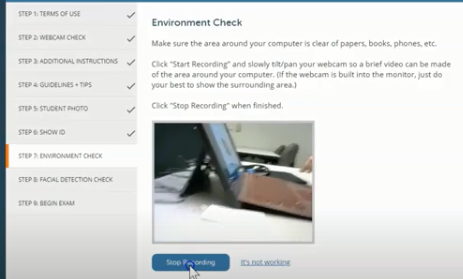 STEP 1: TERMS OF USE
STEP 2: WEBCAM CHECK
STEP 3: ADDITIONAL INSTRUCTIONS
STEP 4: GUIDELINES + TIPS
STEP 5: STUDENT PHOTO
STEP 6: SHOW ID
STEP 7: ENVIRONMENT CHECK
STEP 8: FACIAL DETECTION CHECK
STEP 9: BEGIN EXAM
Environment Check
Make sure the area around your computer is clear of papers, books, phones, etc.
Click "Start Recording" and slowly tilt/pan your webcam so a brief video can be made
of the area around your computer. (If the webcam is built into the monitor, just do
your best to show the surrounding area.)
Click "Stop Recording" when finished.
Stop Recording
It's not working